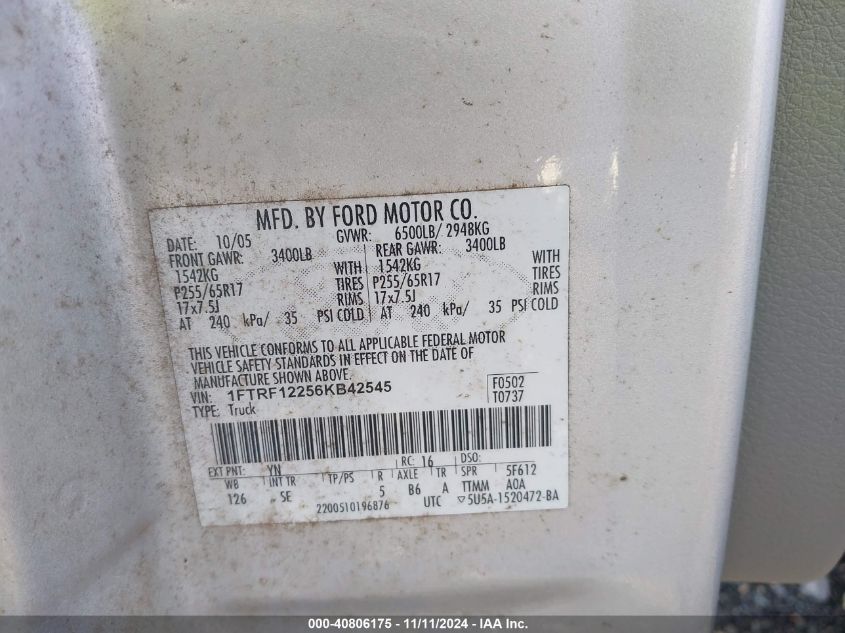 MFD. BY FORD MOTOR CO.
DATE: 10/05 GVWR: 6500LB/ 2948KG
FRONT GAWR: 3400LB REAR GAWR: 3400LB
1542KG WITH 1542KG WITH
P255/65R17 TIRES P255/65R17 TIRES
17x7.5J RIMS 17x7.5J RIMS
AT 240 kPa/ 35 PSI COLD AT 240 kPa/ 35 PSI COLD
THIS VEHICLE CONFORMS TO ALL APPLICABLE FEDERAL MOTOR
VEHICLE SAFETY STANDARDS IN EFFECT ON THE DATE OF
MANUFACTURE SHOWN ABOVE.
VIN: 1FTRF12256KB42545 F0502
TYPE: Truck T0737
EXT PNT: YN RC: 16 DSO:
WB INT TR TP/PS R AXLE TR SPR 5F612
126 SE 5 B6 A TTMM A0A
2200510196876 UTC ▽5U5A-1520472-BA
000-40806175 - 11/11/2024 - IAA Inc.